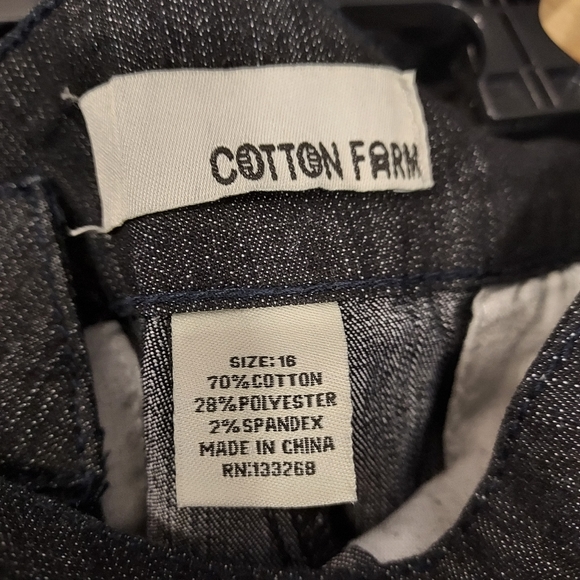 COTTON FARM
SIZE:16
70%COTTON
28%POLYESTER
2%SPANDEX
MADE IN CHINA
RN:133268